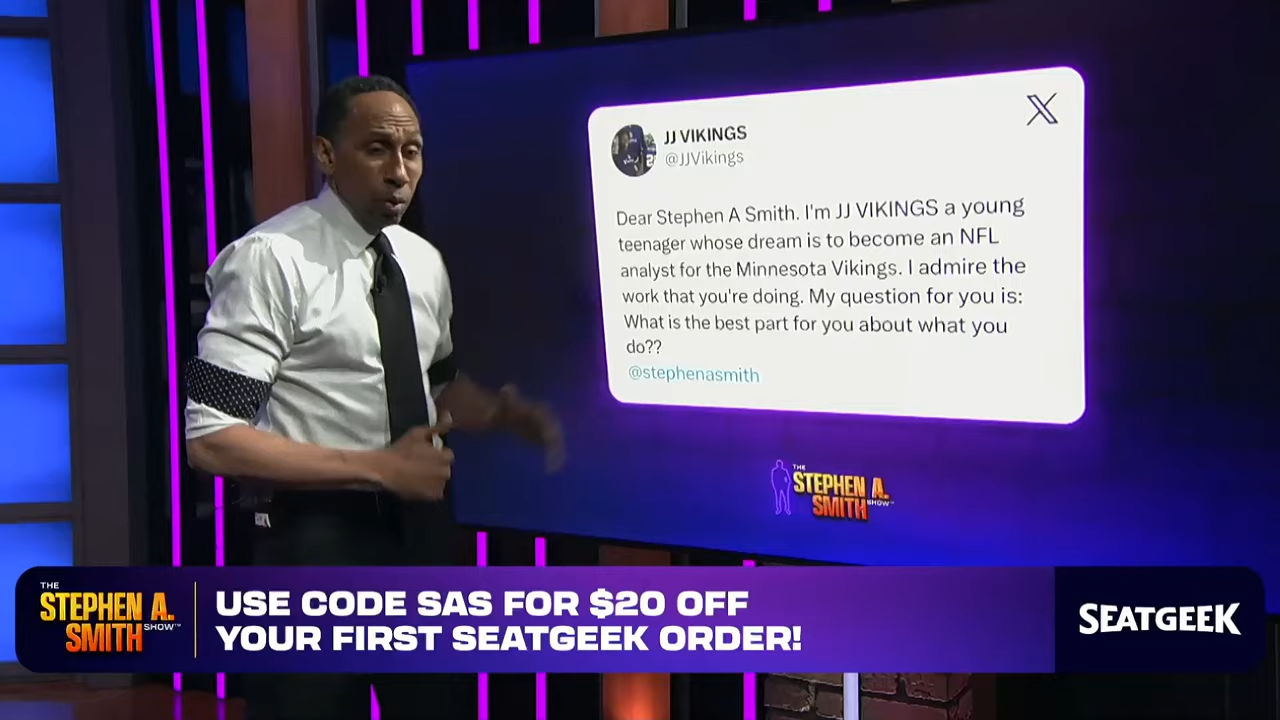 JJ VIKINGS
@JJVikings
X
Dear Stephen A Smith. I'm JJ VIKINGS a young
teenager whose dream is to become an NFL
analyst for the Minnesota Vikings. I admire the
work that you're doing. My question for you is:
What is the best part for you about what you
do??
@stephenasmith
THE
STEPHEN A.
SMITH SHOW™
THE
STEPHEN A.
SMITH SHOW™
USE CODE SAS FOR $20 OFF
YOUR FIRST SEATGEEK ORDER!
SEATGEEK